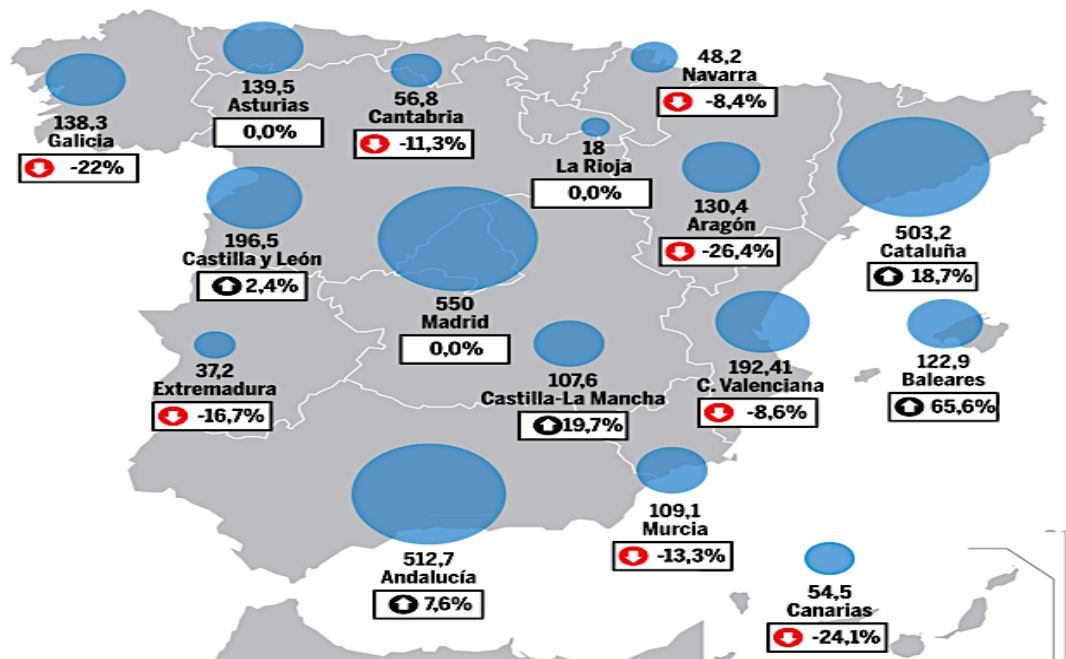 138,3
Galicia
-22%
139,5
Asturias
0,0%
56,8
Cantabria
-11,3%
48,2
Navarra
-8,4%
18
La Rioja
0,0%
130,4
Aragón
-26,4%
503,2
Cataluña
18,7%
196,5
Castilla y León
2,4%
550
Madrid
0,0%
37,2
Extremadura
-16,7%
107,6
Castilla-La Mancha
19,7%
192,41
C. Valenciana
-8,6%
122,9
Baleares
65,6%
512,7
Andalucía
7,6%
109,1
Murcia
-13,3%
54,5
Canarias
-24,1%